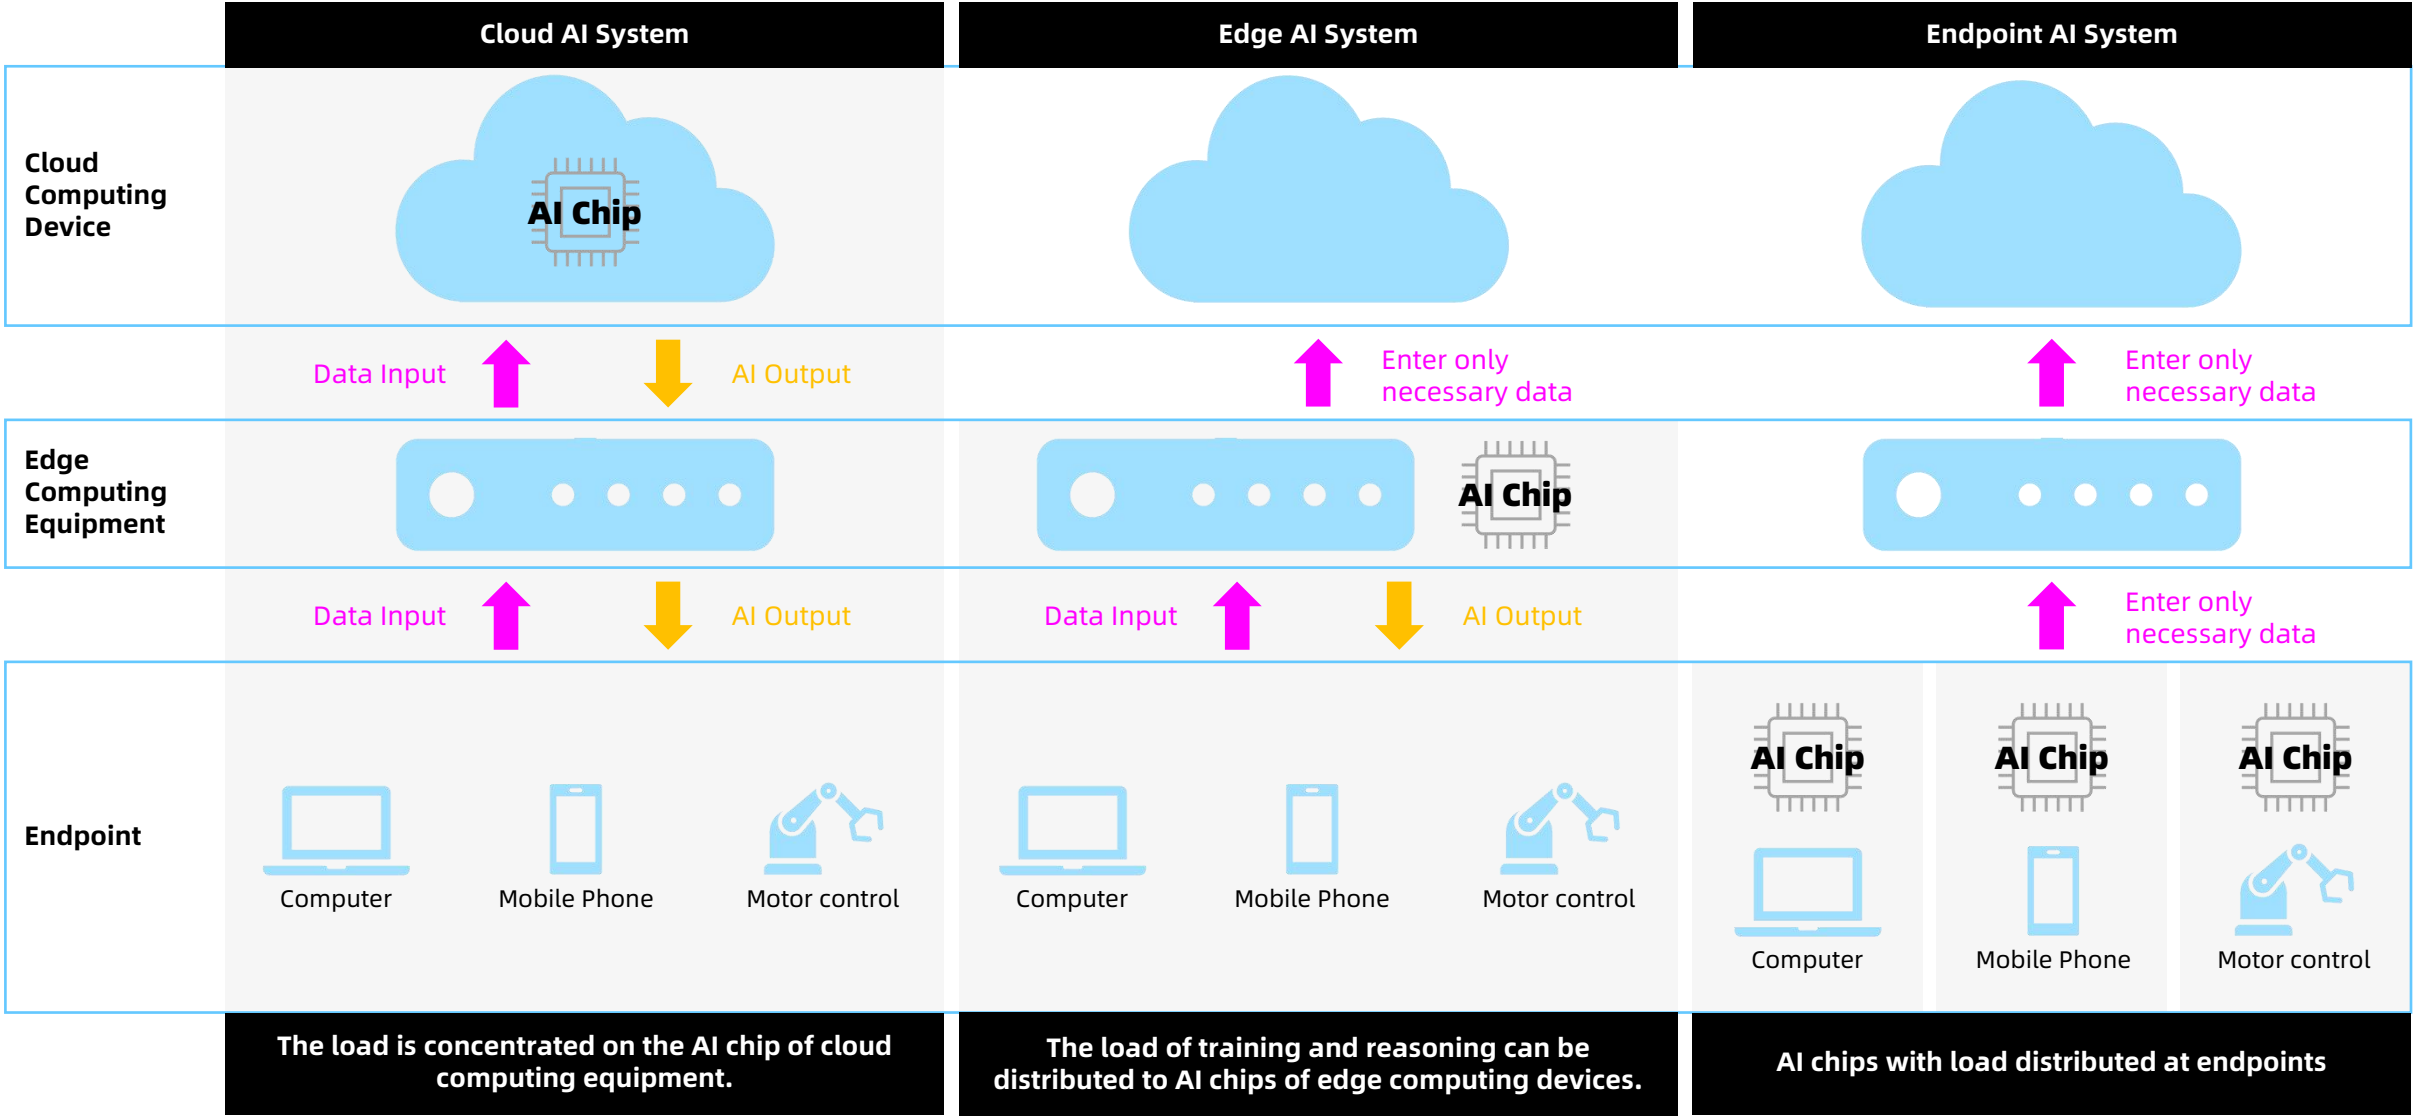 Cloud AI System
Edge AI System
Endpoint AI System
Cloud
Computing
Device
AI Chip
Data Input
AI Output
Enter only
necessary data
Enter only
necessary data
Edge
Computing
Equipment
AI Chip
Data Input
AI Output
Data Input
AI Output
Enter only
necessary data
Endpoint
Computer
Mobile Phone
Motor control
Computer
Mobile Phone
Motor control
AI Chip
AI Chip
AI Chip
Computer
Mobile Phone
Motor control
The load is concentrated on the AI chip of cloud
computing equipment.
The load of training and reasoning can be
distributed to AI chips of edge computing devices.
AI chips with load distributed at endpoints